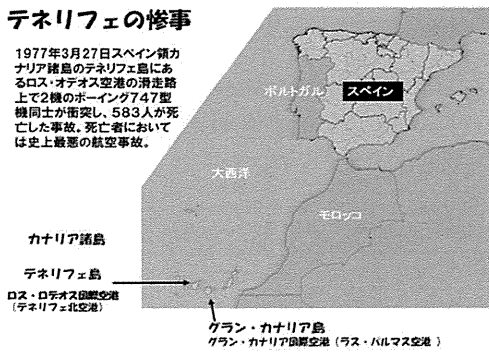 テネリフェの惨事
1977年3月27日スペイン領カ
ナリア諸島のテネリフェ島にあ
るロス・オデオス空港の滑走路
上で2機のボーイング747型
機同士が衝突し、583人が死
亡した事故。死亡者において
は史上最悪の航空事故。
ポルトガル
スペイン
大西洋
モロッコ
カナリア諸島
テネリフェ島
ロス・ロデオス国際空港
(テネリフェ北空港)
グラン・カナリア島
グラン・カナリア国際空港(ラス・パルマス空港 )